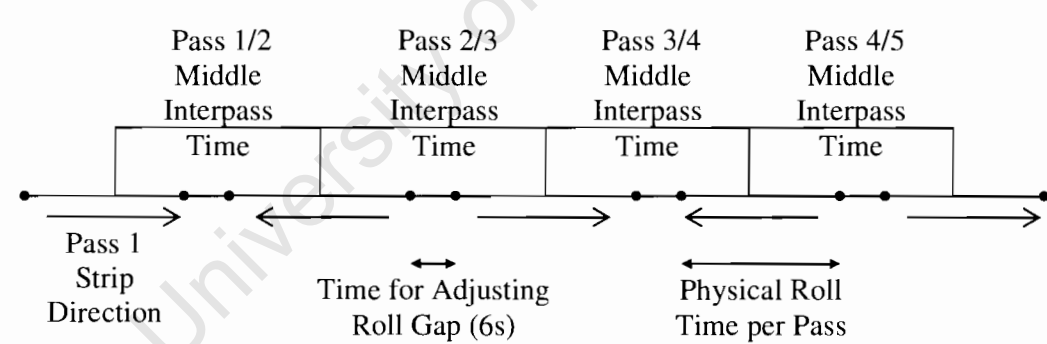 Pass 1/2
Middle
Interpass
Time
Pass 2/3
Middle
Interpass
Time
Pass 3/4
Middle
Interpass
Time
Pass 4/5
Middle
Interpass
Time
Pass 1
Strip
Direction
Time for Adjusting
Roll Gap (6s)
Physical Roll
Time per Pass
University